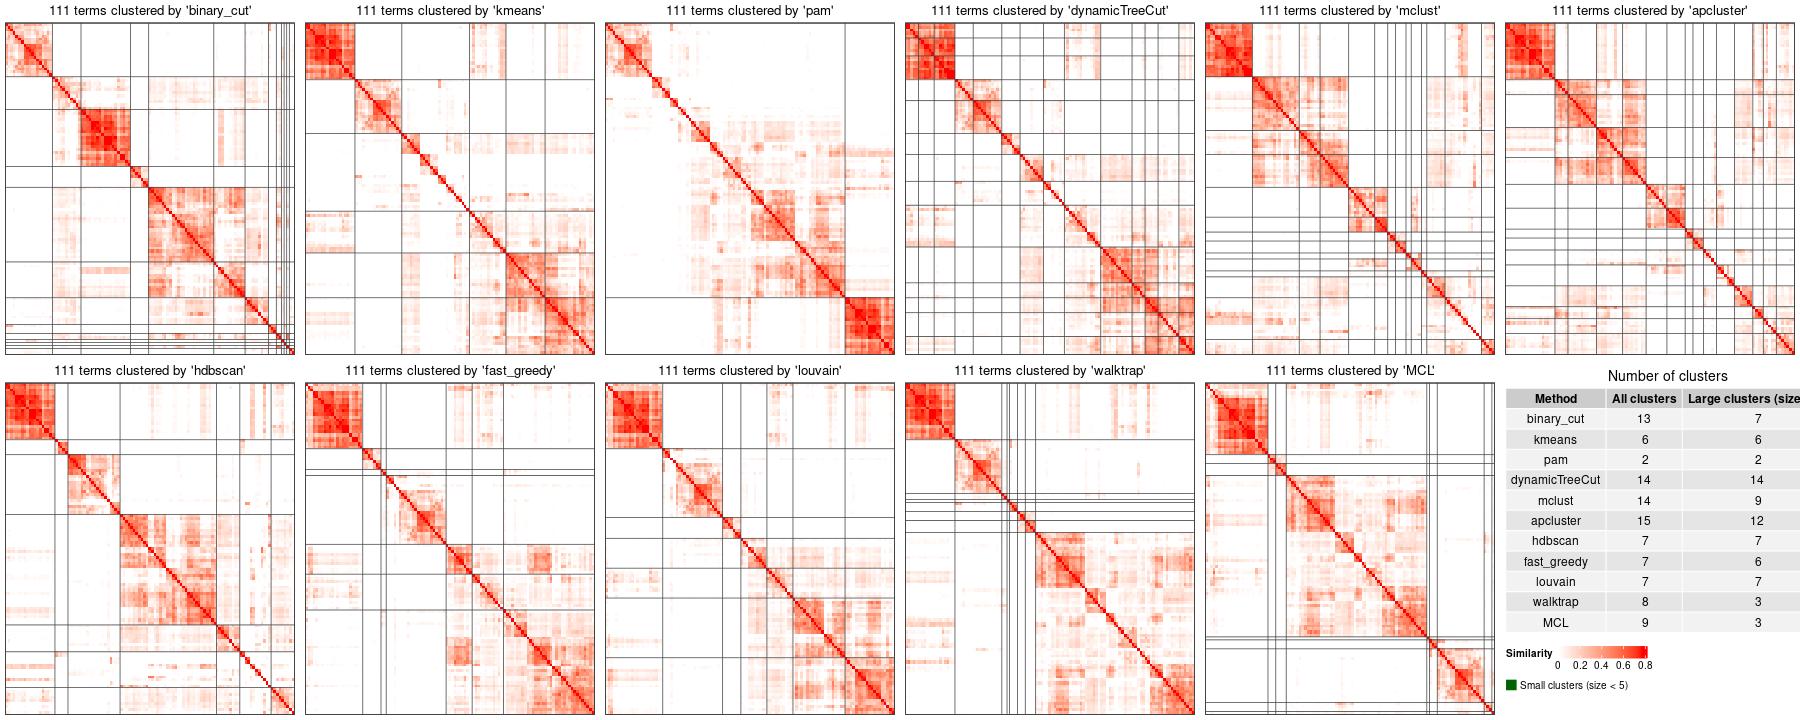 111 terms clustered by 'binary_cut'
111 terms clustered by 'kmeans'
111 terms clustered by 'pam'
111 terms clustered by 'dynamicTreeCut'
111 terms clustered by 'mclust'
111 terms clustered by 'apcluster'
111 terms clustered by 'hdbscan'
111 terms clustered by 'fast_greedy'
111 terms clustered by 'louvain'
111 terms clustered by 'walktrap'
111 terms clustered by 'MCL'
Number of clusters
Method All clusters Large clusters (size
binary_cut 13 7
kmeans 6 6
pam 2 2
dynamicTreeCut 14 14
mclust 14 9
apcluster 15 12
hdbscan 7 7
fast_greedy 7 6
louvain 7 7
walktrap 8 3
MCL 9 3
Similarity
0 0.2 0.4 0.6 0.8
Small clusters (size < 5)